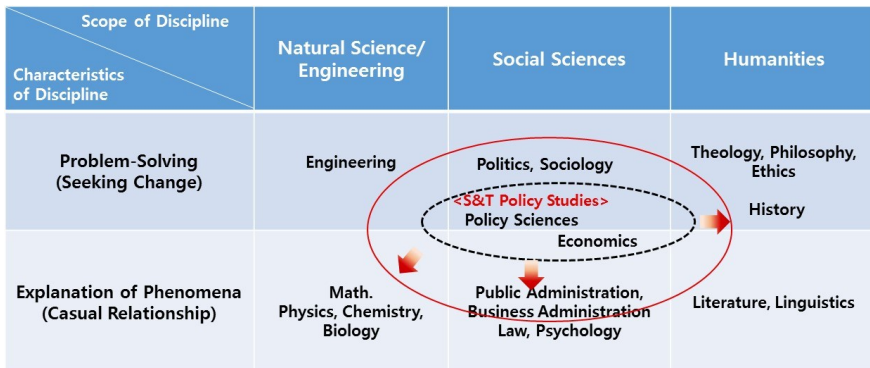 Scope of Discipline
Characteristics
of Discipline
Natural Science/
Engineering
Social Sciences
Humanities
Problem-Solving
(Seeking Change)
Engineering
Politics, Sociology
<S&T Policy Studies>
Policy Sciences
Economics
Theology, Philosophy,
Ethics
History
Explanation of Phenomena
(Casual Relationship)
Math.
Physics, Chemistry,
Biology
Public Administration,
Business Administration
Law, Psychology
Literature, Linguistics